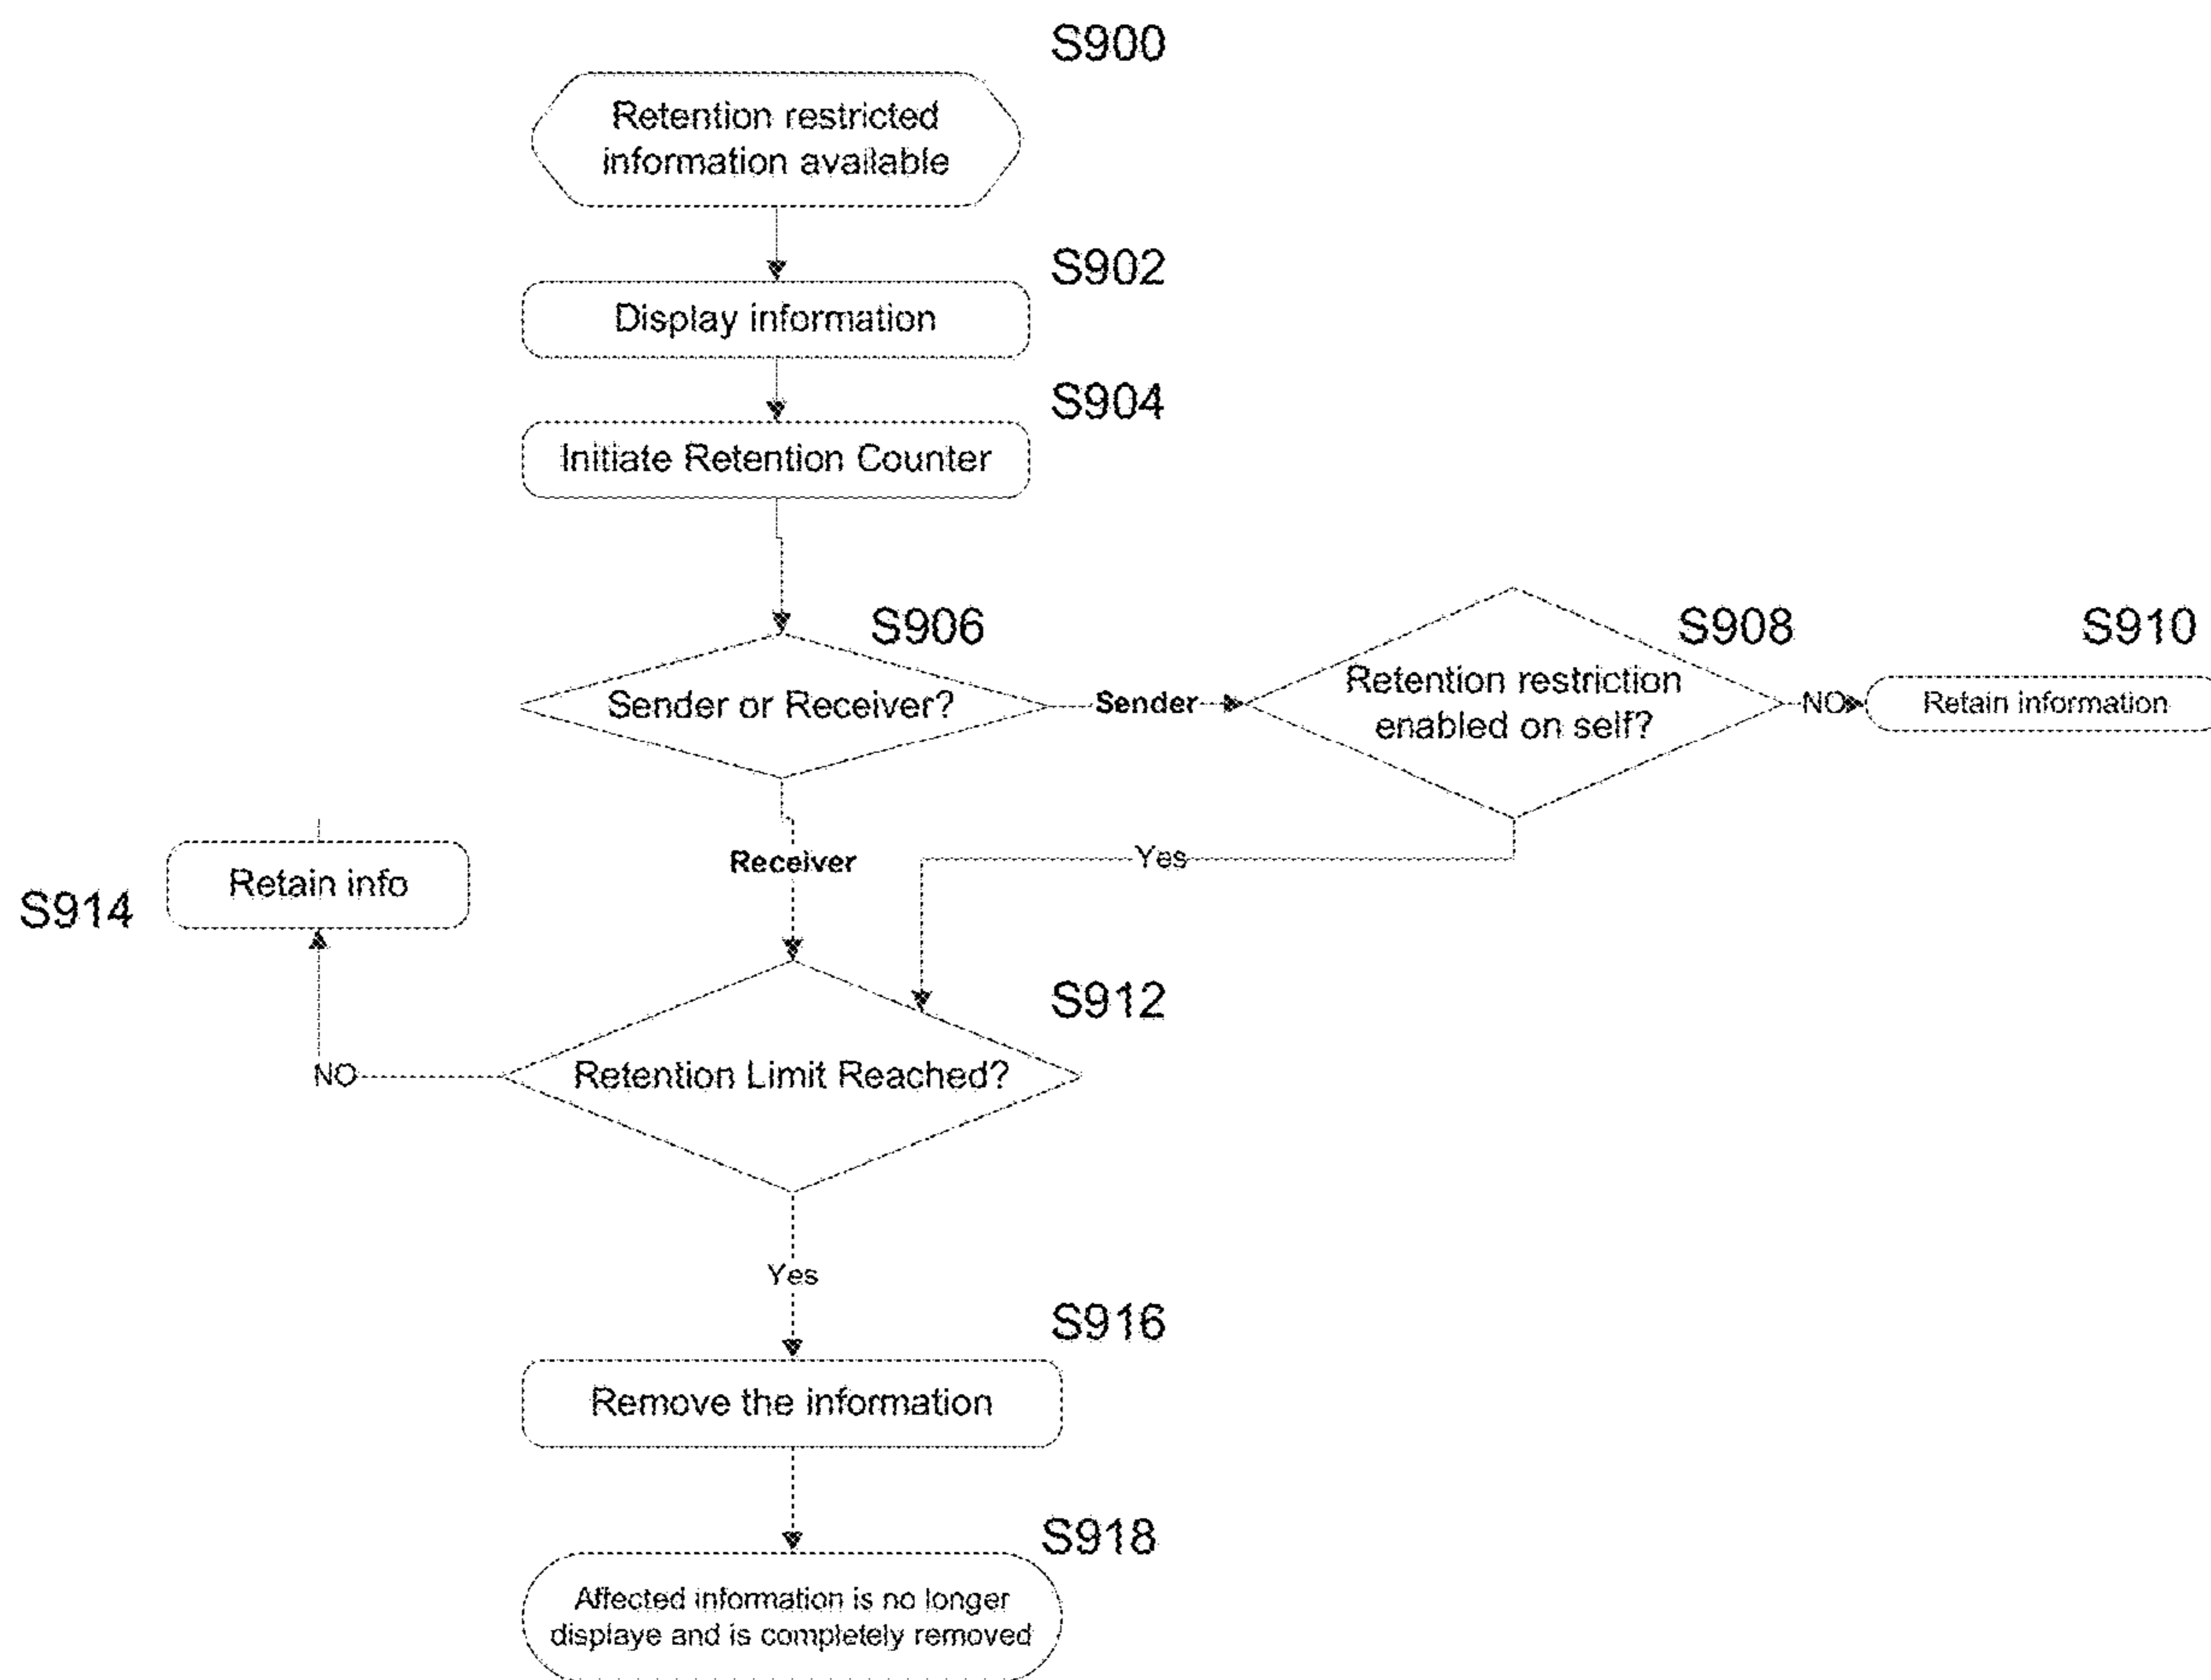 S900
Retention restricted
information available
S902
Display information
S904
Initiate Retention Counter
S906
Sender or Receiver?
Sender
S908
Retention restriction
enabled on self?
NO
S910
Retain information
Receiver
Yes
S914
Retain info
S912
Retention Limit Reached?
NO
Yes
S916
Remove the information
S918
Affected information is no longer
displaye and is completely removed